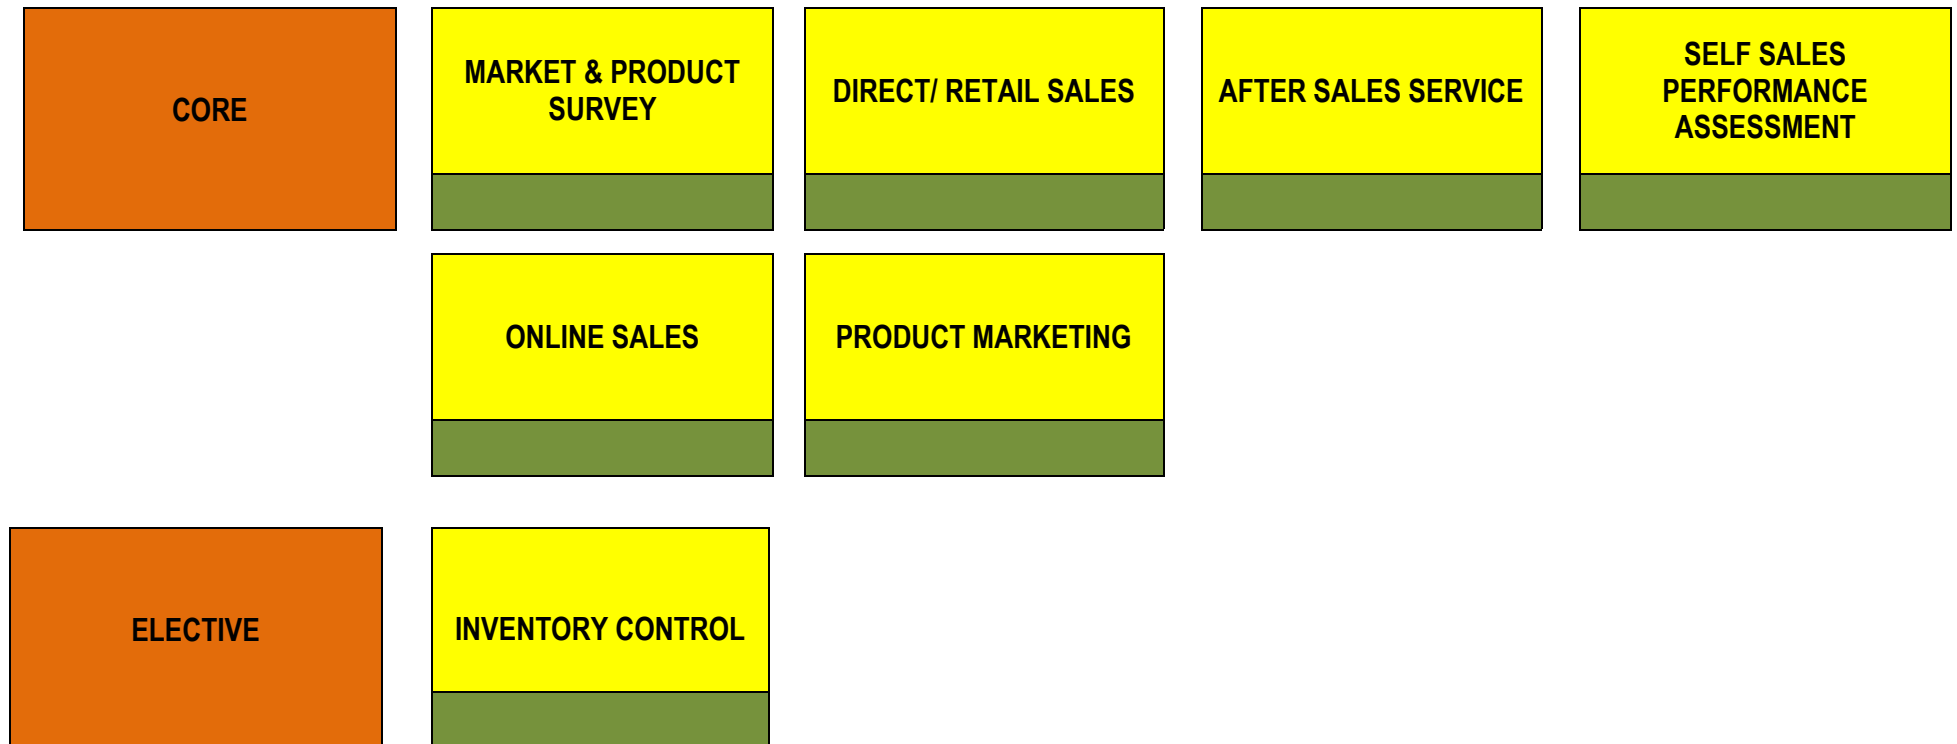 CORE
MARKET & PRODUCT
SURVEY
DIRECT/ RETAIL SALES
AFTER SALES SERVICE
SELF SALES
PERFORMANCE
ASSESSMENT
ONLINE SALES
PRODUCT MARKETING
ELECTIVE
INVENTORY CONTROL